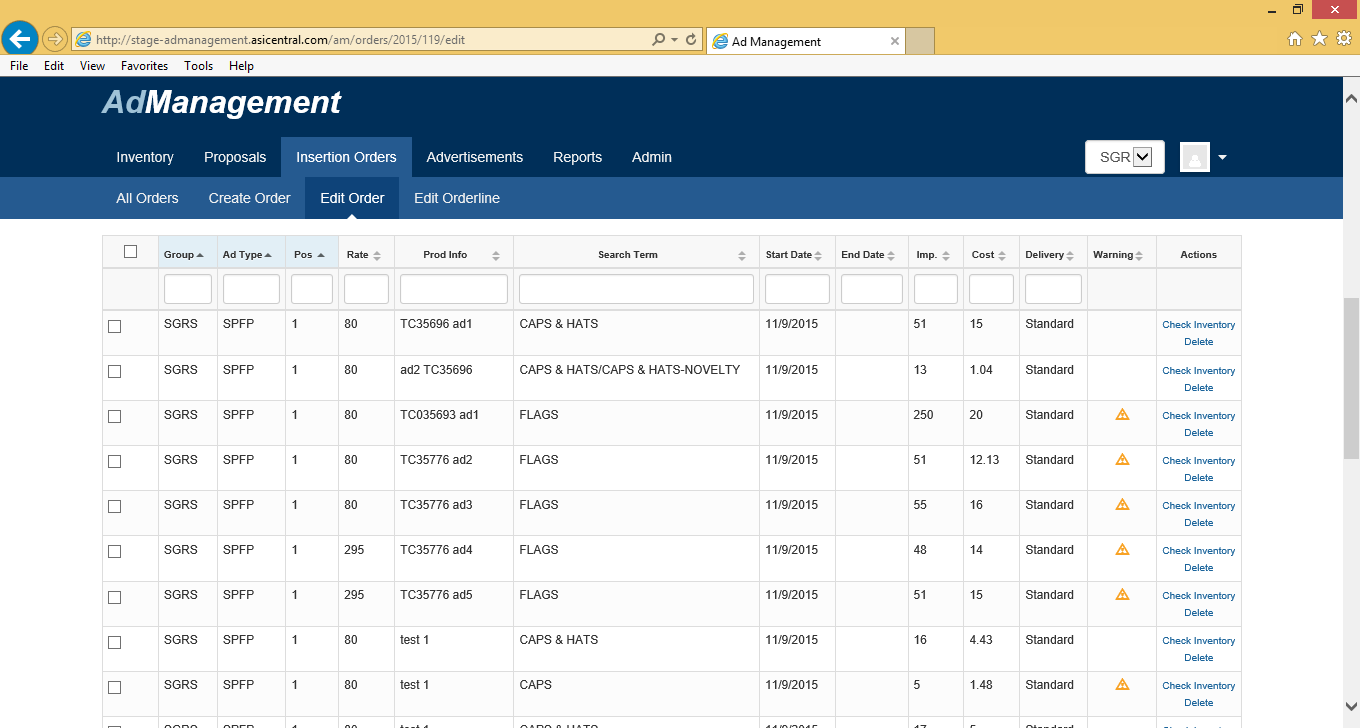 http://stage-admanagement.asicentral.com/am/orders/2015/119/edit
Ad Management
File Edit View Favorites Tools Help
AdManagement
Inventory Proposals Insertion Orders Advertisements Reports Admin SGR
All Orders Create Order Edit Order Edit Orderline
Group Ad Type Pos Rate Prod Info Search Term Start Date End Date Imp. Cost Delivery Warning Actions
SGRS SPFP 1 80 TC35696 ad1 CAPS & HATS 11/9/2015 51 15 Standard Check Inventory
Delete
SGRS SPFP 1 80 ad2 TC35696 CAPS & HATS/CAPS & HATS-NOVELTY 11/9/2015 13 1.04 Standard Check Inventory
Delete
SGRS SPFP 1 80 TC035693 ad1 FLAGS 11/9/2015 250 20 Standard Check Inventory
Delete
SGRS SPFP 1 80 TC35776 ad2 FLAGS 11/9/2015 51 12.13 Standard Check Inventory
Delete
SGRS SPFP 1 80 TC35776 ad3 FLAGS 11/9/2015 55 16 Standard Check Inventory
Delete
SGRS SPFP 1 295 TC35776 ad4 FLAGS 11/9/2015 48 14 Standard Check Inventory
Delete
SGRS SPFP 1 295 TC35776 ad5 FLAGS 11/9/2015 51 15 Standard Check Inventory
Delete
SGRS SPFP 1 80 test 1 CAPS & HATS 11/9/2015 16 4.43 Standard Check Inventory
Delete
SGRS SPFP 1 80 test 1 CAPS 11/9/2015 5 1.48 Standard Check Inventory
Delete